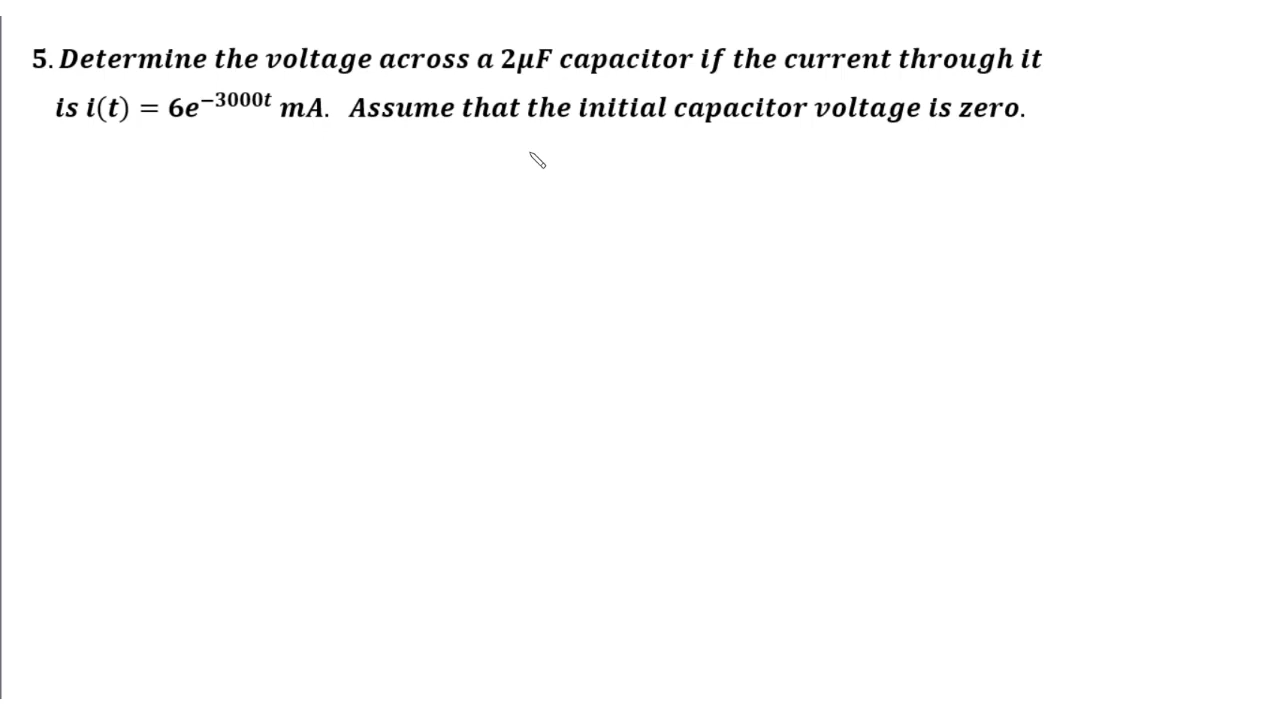 5. Determine the voltage across a 2μF capacitor if the current through it
is i(t) = 6e⁻³⁰⁰⁰ᵗ mA. Assume that the initial capacitor voltage is zero.